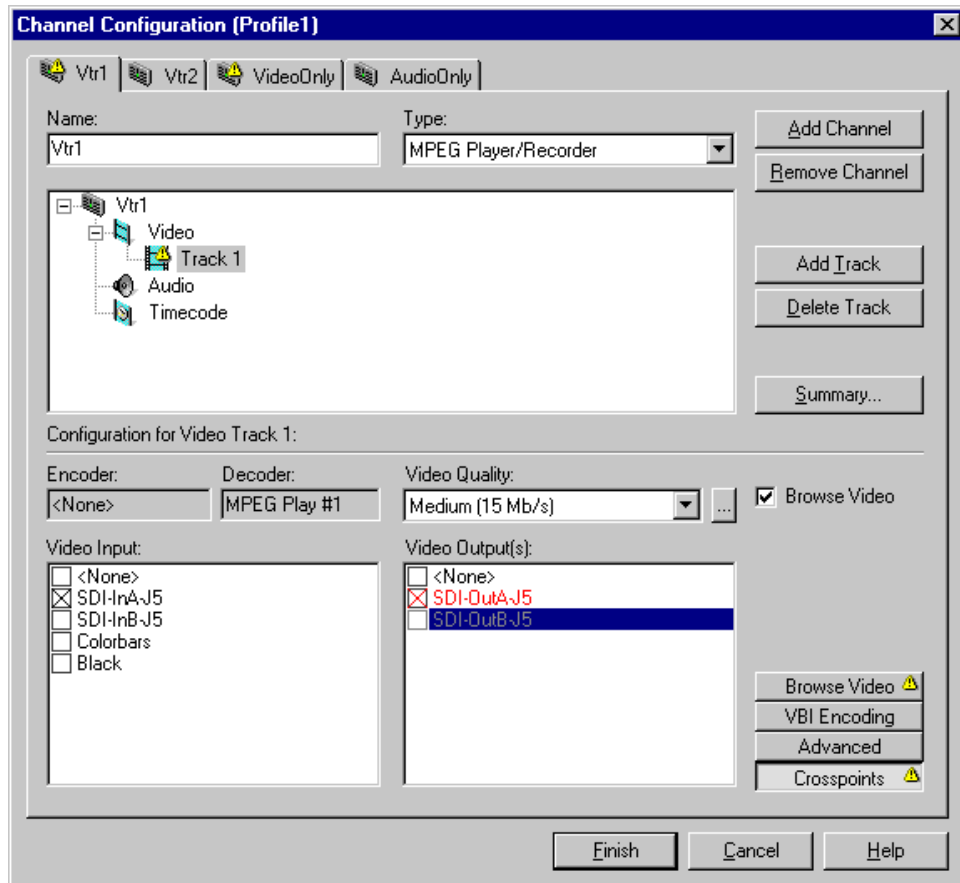 Channel Configuration (Profile1)
Vtr1 Vtr2 VideoOnly AudioOnly
Name: Type:
Vtr1 MPEG Player/Recorder
Add Channel
Remove Channel
Vtr1
Video
Track 1
Audio
Timecode
Add Track
Delete Track
Summary...
Configuration for Video Track 1:
Encoder: Decoder: Video Quality:
<None> MPEG Play #1 Medium (15 Mb/s) ... Browse Video
Video Input: Video Output(s):
<None> <None>
SDI-InA-J5 SDI-OutA-J5
SDI-InB-J5 SDI-OutB-J5
Colorbars
Black
Browse Video
VBI Encoding
Advanced
Crosspoints
Finish Cancel Help